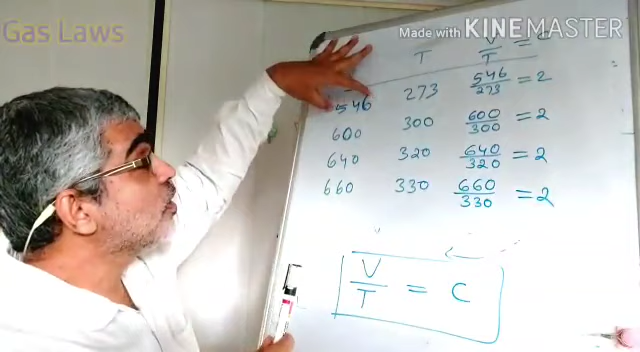 Gas Laws
Made with KINEMASTER
T V/T = C
546 273 546/273 = 2
600 300 600/300 = 2
640 320 640/320 = 2
660 330 660/330 = 2
V/T = C